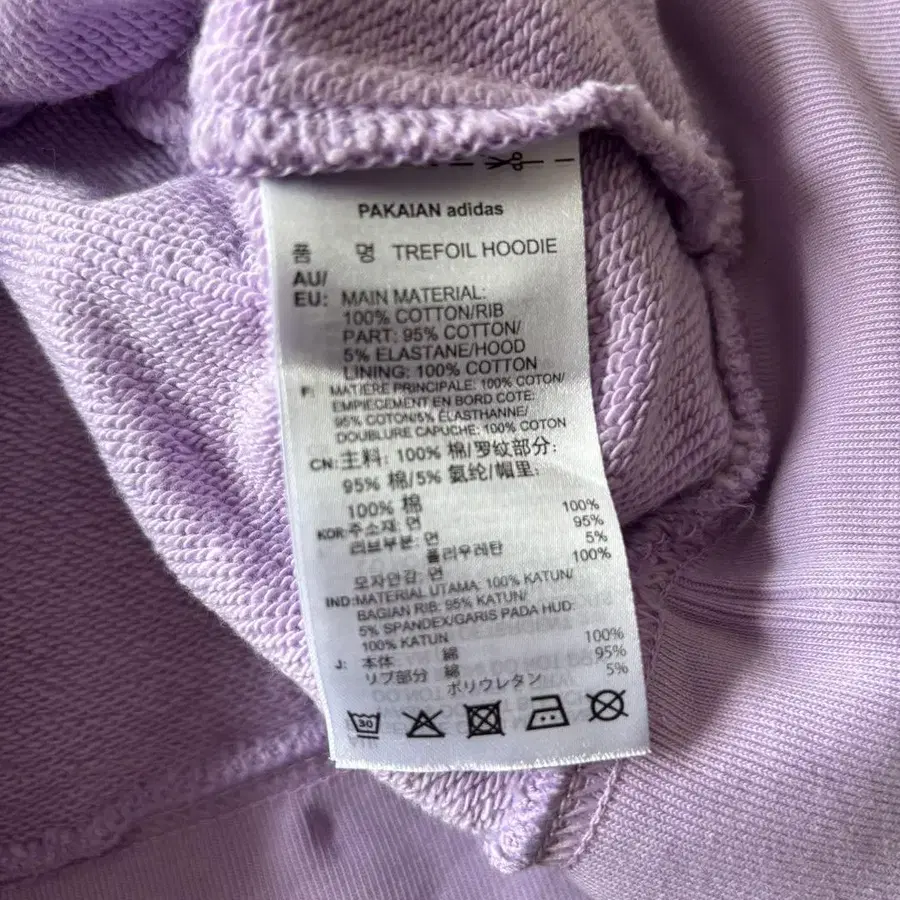 PAKAIAN adidas
품 명 TREFOIL HOODIE
AU/
EU: MAIN MATERIAL:
100% COTTON/RIB
PART: 95% COTTON/
5% ELASTANE/HOOD
LINING: 100% COTTON
F: MATIÈRE PRINCIPALE: 100% COTON/
EMPIECEMENT EN BORD COTE:
95% COTON/5% ÉLASTHANNE/
DOUBLURE CAPUCHE: 100% COTON
CN: 主料: 100% 棉/罗纹部分:
95% 棉/5% 氨纶/帽里:
100% 棉
KOR: 주소재: 면 100%
리브부분: 면 95%
폴리우레탄 5%
모자안감: 면 100%
IND: MATERIAL UTAMA: 100% KATUN/
BAGIAN RIB: 95% KATUN/
5% SPANDEX/GARIS PADA HUD:
100% KATUN
J: 本体 綿 100%
リブ部分 綿 95%
ポリウレタン 5%
30